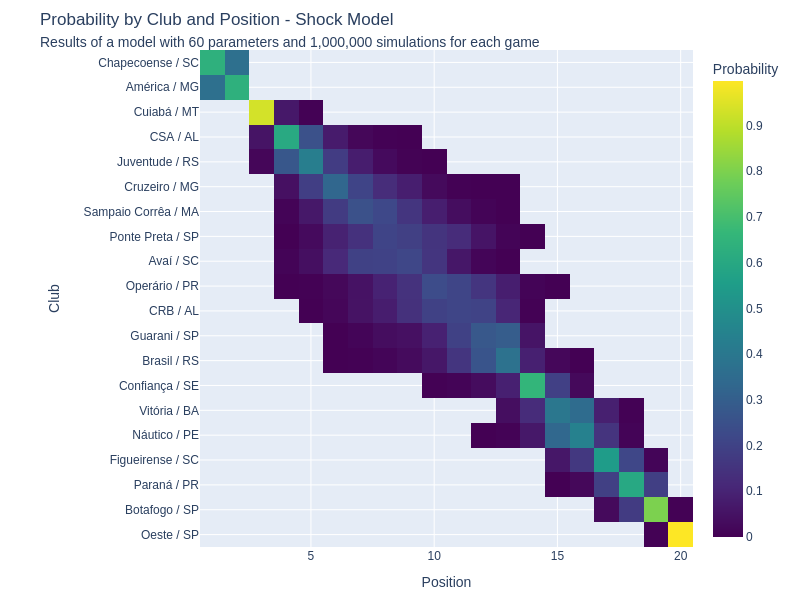 Probability by Club and Position - Shock Model
Results of a model with 60 parameters and 1,000,000 simulations for each game
Probability
Club
Chapecoense / SC
América / MG
Cuiabá / MT
CSA / AL
Juventude / RS
Cruzeiro / MG
Sampaio Corrêa / MA
Ponte Preta / SP
Avaí / SC
Operário / PR
CRB / AL
Guarani / SP
Brasil / RS
Confiança / SE
Vitória / BA
Náutico / PE
Figueirense / SC
Paraná / PR
Botafogo / SP
Oeste / SP
0.9
0.8
0.7
0.6
0.5
0.4
0.3
0.2
0.1
0
5 10 15 20
Position